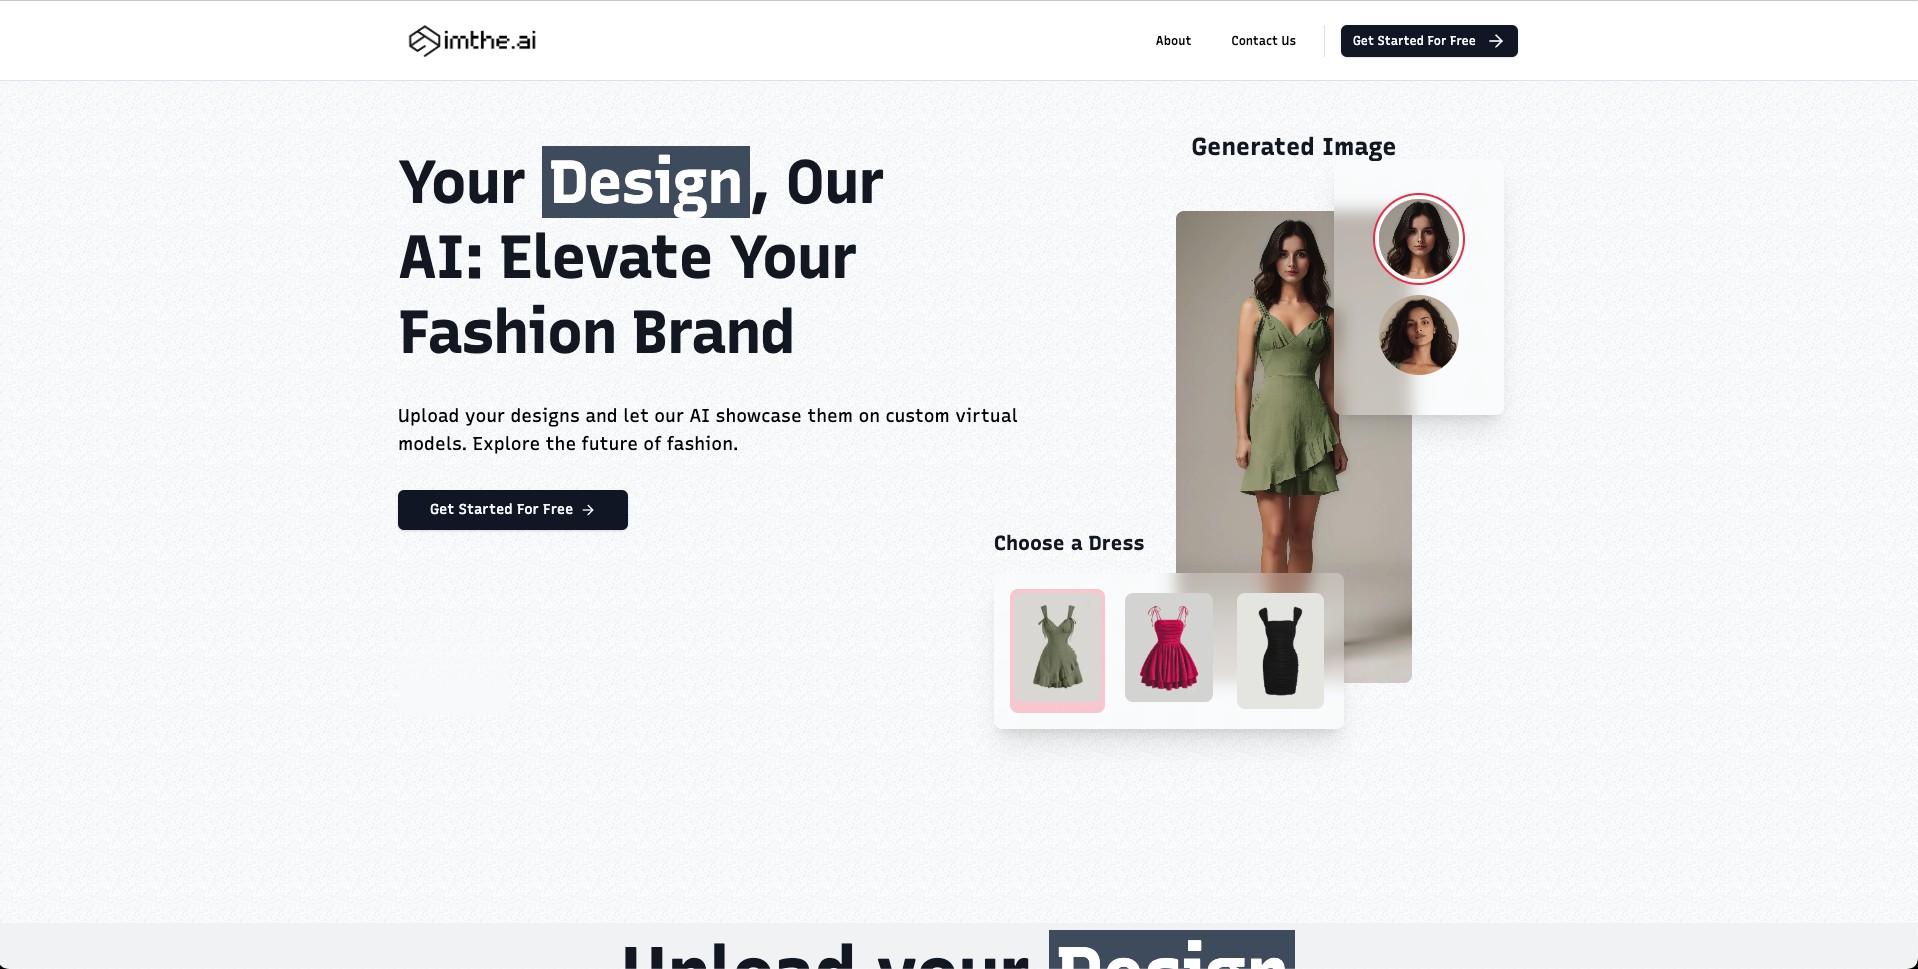 imthe.ai
About
Contact Us
Get Started For Free
Your Design, Our
AI: Elevate Your
Fashion Brand
Upload your designs and let our AI showcase them on custom virtual
models. Explore the future of fashion.
Get Started For Free
Generated Image
Choose a Dress
Upload your Design